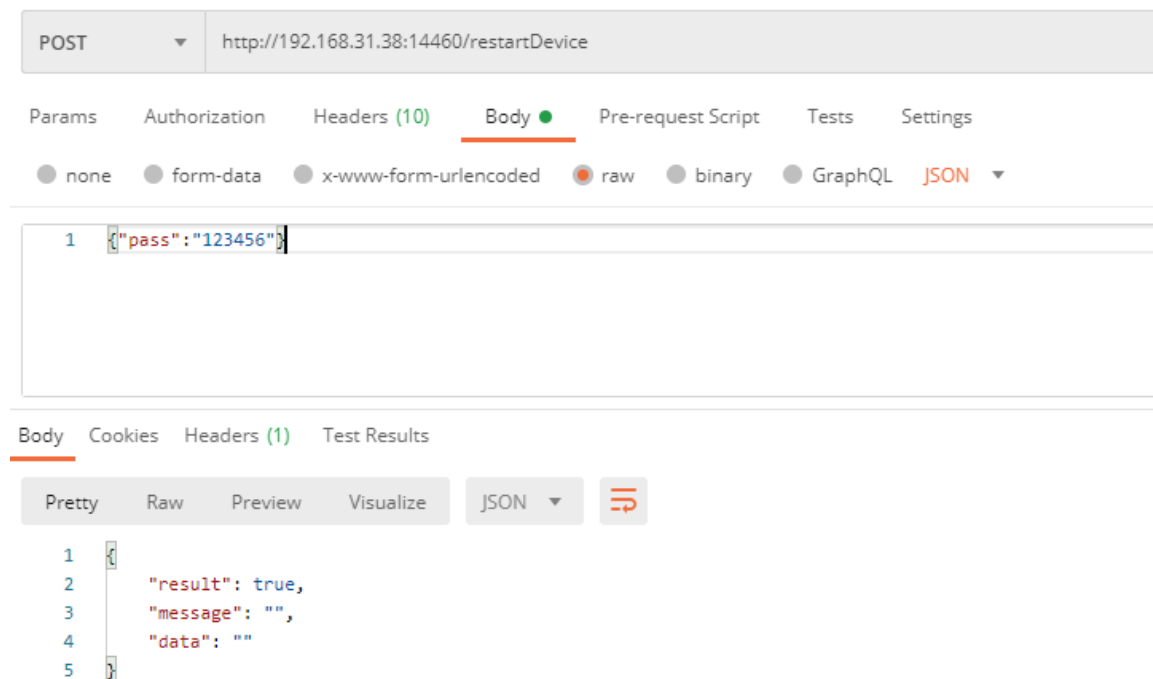 POST http://192.168.31.38:14460/restartDevice
Params Authorization Headers (10) Body Pre-request Script Tests Settings
none form-data x-www-form-urlencoded raw binary GraphQL JSON
1 {"pass":"123456"}
Body Cookies Headers (1) Test Results
Pretty Raw Preview Visualize JSON
1 {
2 "result": true,
3 "message": "",
4 "data": ""
5 }